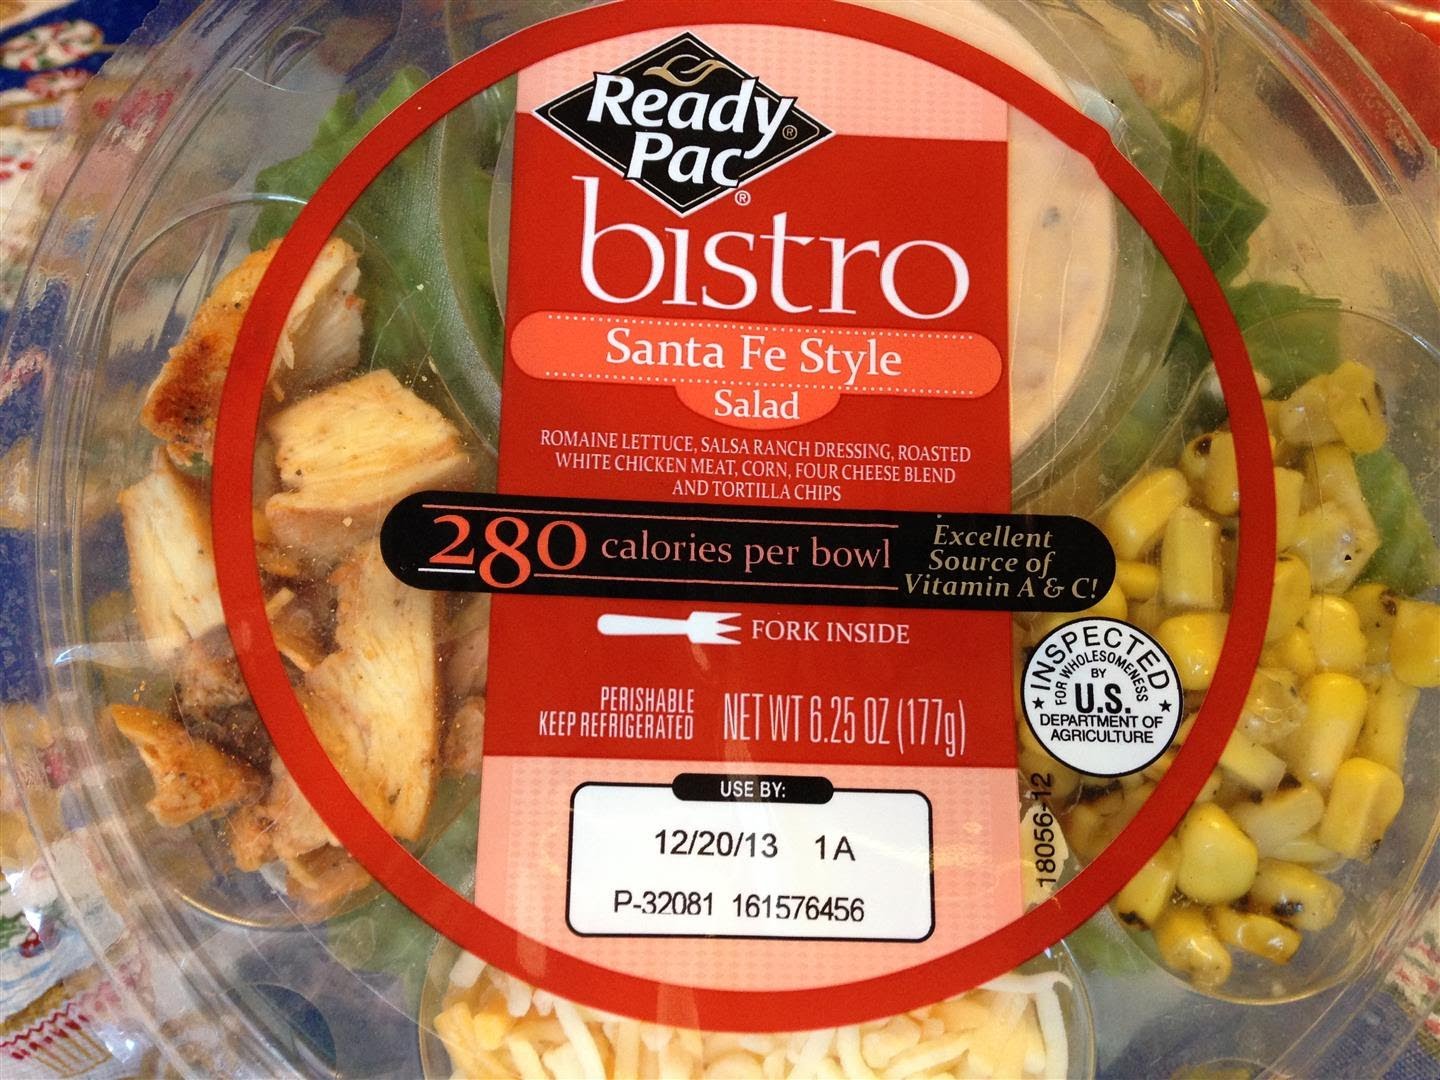 Ready®
Pac®
bistro
Santa Fe Style
Salad
ROMAINE LETTUCE, SALSA RANCH DRESSING, ROASTED
WHITE CHICKEN MEAT, CORN, FOUR CHEESE BLEND
AND TORTILLA CHIPS
280 calories per bowl
Excellent
Source of
Vitamin A & C!
FORK INSIDE
INSPECTED
FOR WHOLESOMENESS
BY
U.S.
DEPARTMENT OF
AGRICULTURE
PERISHABLE
KEEP REFRIGERATED
NET WT 6.25 OZ (177g)
USE BY:
12/20/13 1A
P-32081 161576456
18056-12